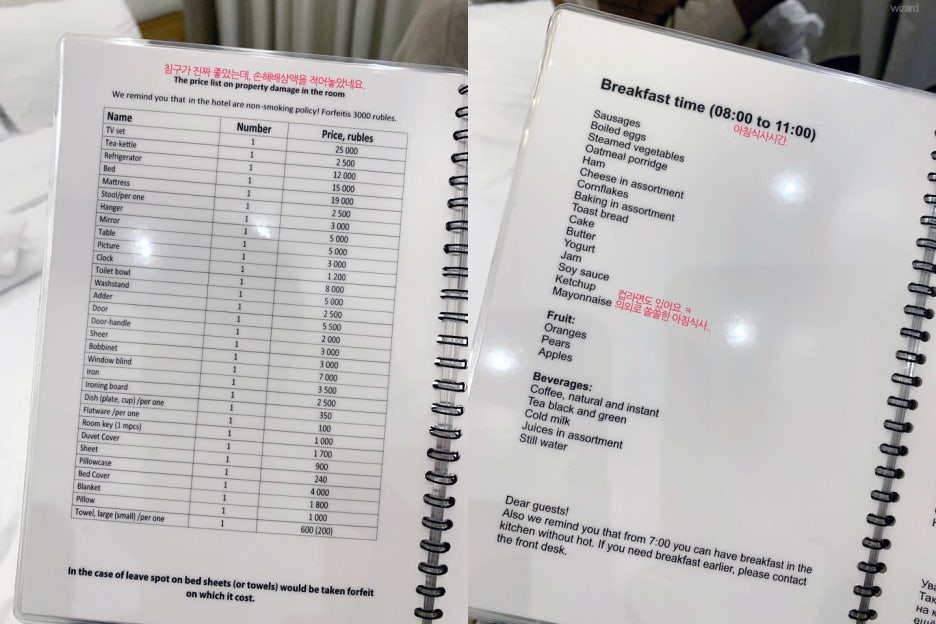 침구가 진짜 좋았는데, 손해배상액을 적어놓았네요.
The price list on property damage in the room
We remind you that in the hotel are non-smoking policy! Forfeitis 3000 rubles.
Name Number Price, rubles
TV set 1 25 000
Tea-kettle 1 2 500
Refrigerator 1 12 000
Bed 1 15 000
Mattress 1 19 000
Stool/per one 1 2 500
Hanger 1 3 000
Mirror 1 5 000
Table 1 5 000
Picture 1 3 000
Clock 1 1 200
Toilet bowl 1 8 000
Washstand 1 5 000
Adder 1 2 500
Door 1 5 500
Door-handle 1 2 000
Sheer 1 3 000
Bobbinet 1 3 000
Window blind 1 7 000
Iron 1 3 500
Ironing board 1 2 500
Dish (plate, cup) /per one 1 350
Flatware /per one 1 100
Room key (1 mpcs) 1 1 000
Duvet Cover 1 1 700
Sheet 1 900
Pillowcase 1 240
Bed Cover 1 4 000
Blanket 1 1 800
Pillow 1 1 000
Towel, large (small) /per one 1 600 (200)
In the case of leave spot on bed sheets (or towels) would be taken forfeit
on which it cost.
wizard
Breakfast time (08:00 to 11:00)
아침식사시간.
Sausages
Boiled eggs
Steamed vegetables
Oatmeal porridge
Ham
Cheese in assortment
Cornflakes
Baking in assortment
Toast bread
Cake
Butter
Yogurt
Jam
Soy sauce
Ketchup
Mayonnaise
컵라면도 있어요 ㅋ
의외로 쏠쏠한 아침식사..
Fruit:
Oranges
Pears
Apples
Beverages:
Coffee, natural and instant
Tea black and green
Cold milk
Juices in assortment
Still water
Dear guests!
Also we remind you that from 7:00 you can have breakfast in the
kitchen without hot. If you need breakfast earlier, please contact
the front desk.
Так
на к